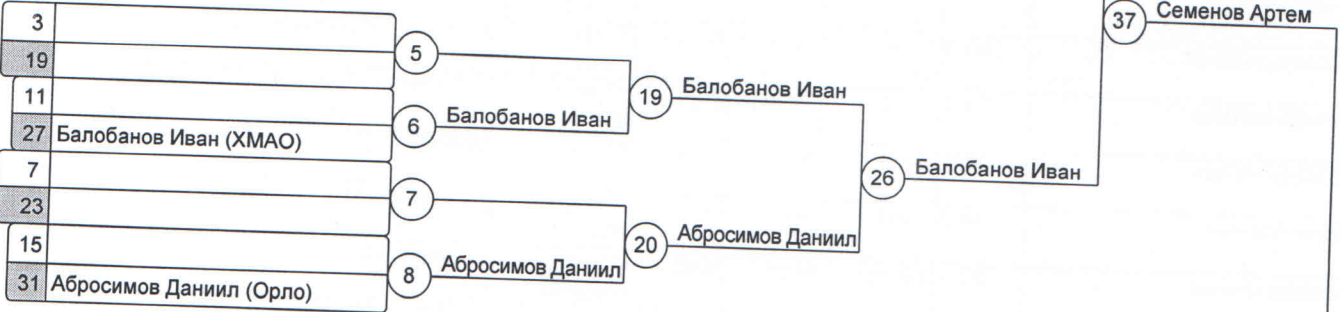 37 Семенов Артем
3
19
5
11
27 Балобанов Иван (ХМАО)
6 Балобанов Иван
19 Балобанов Иван
7
23
7
26 Балобанов Иван
15
31 Абросимов Даниил (Орло)
8 Абросимов Даниил
20 Абросимов Даниил